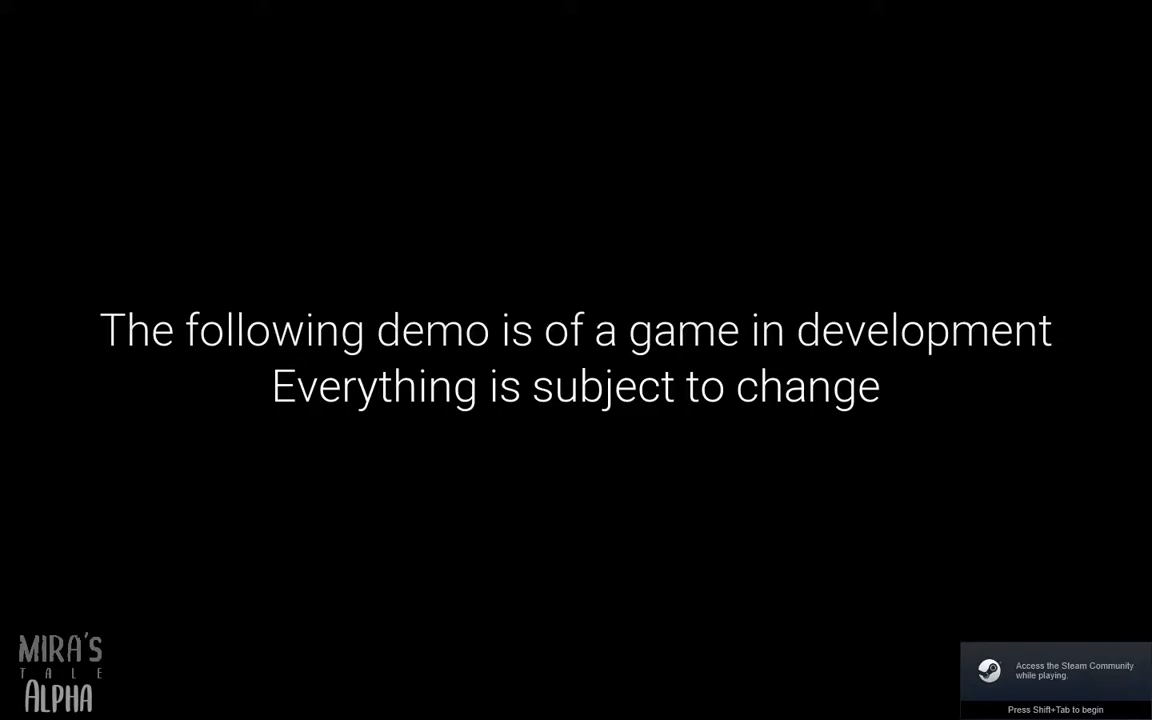 The following demo is of a game in development
Everything is subject to change
MIRA'S
TALE
ALPHA
Access the Steam Community
while playing.
Press Shift+Tab to begin